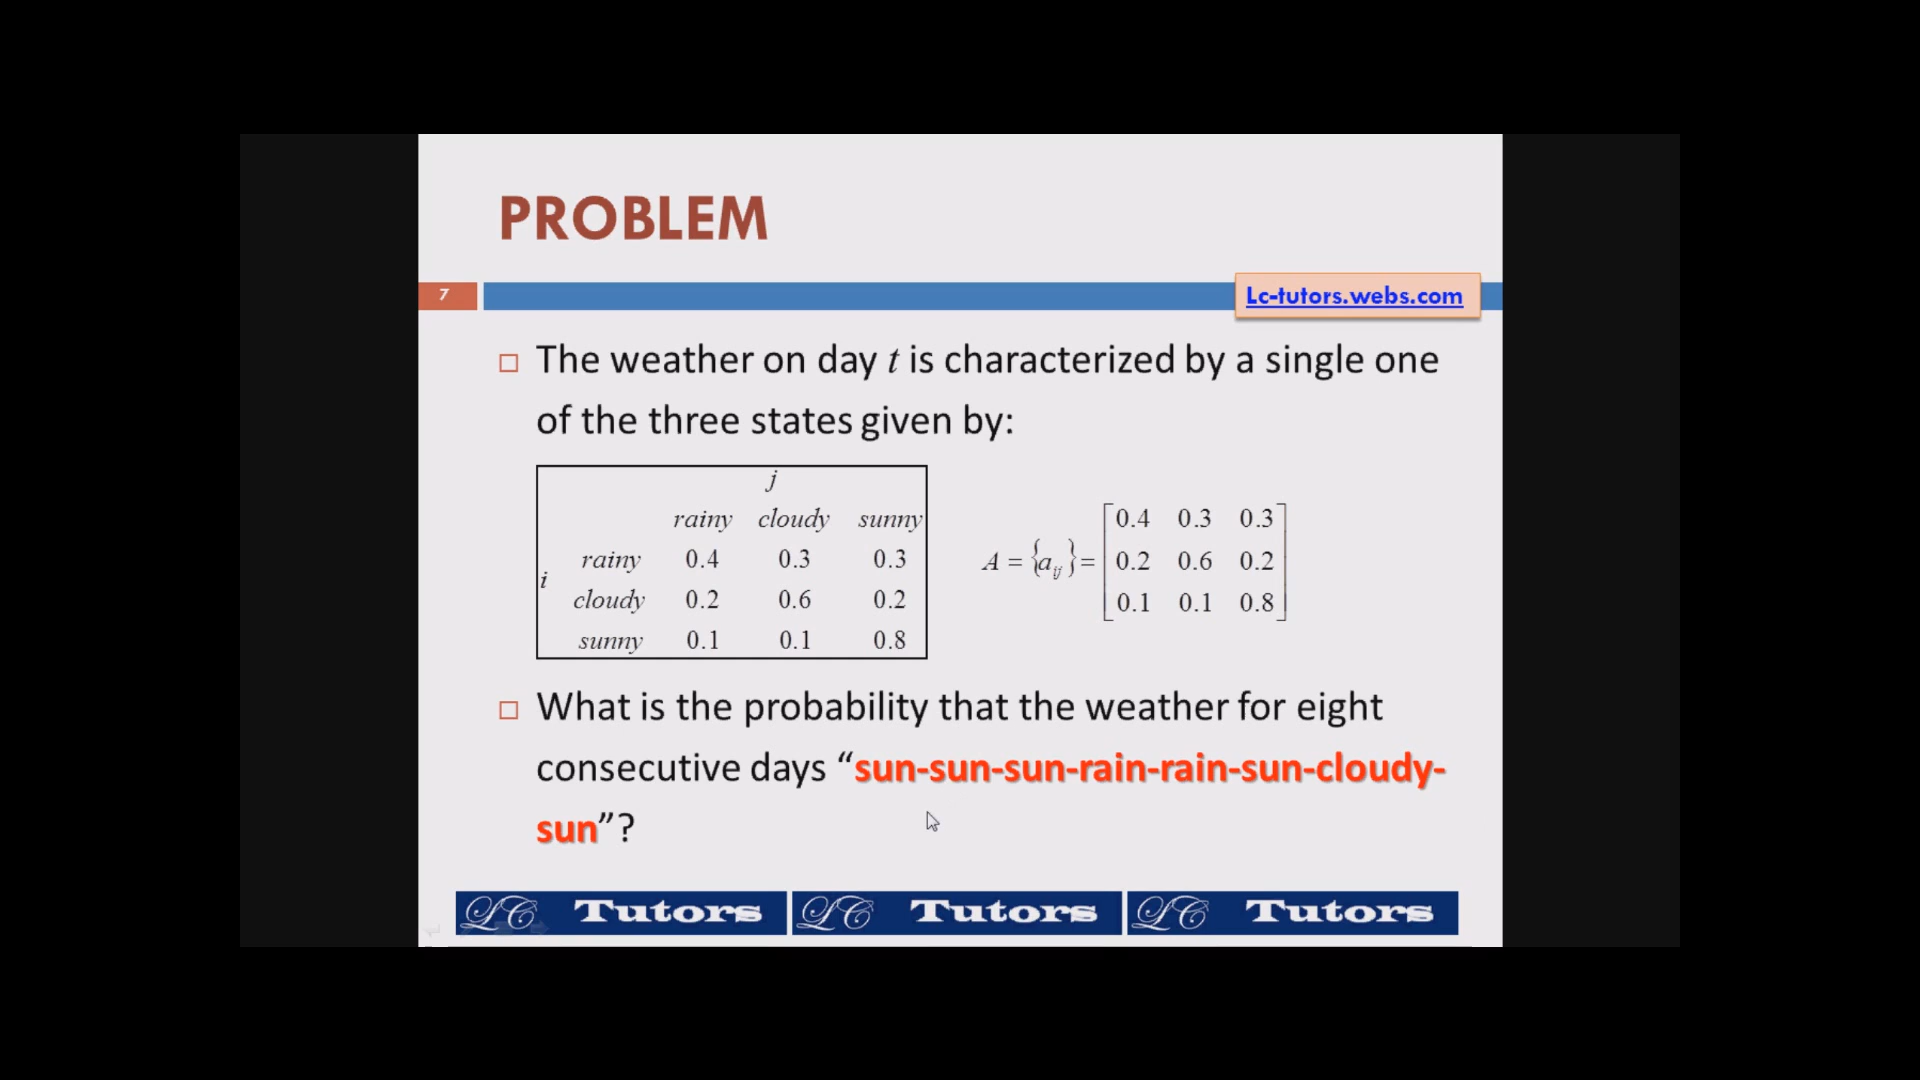 PROBLEM
7
Lc-tutors.webs.com
The weather on day t is characterized by a single one
of the three states given by:
j
rainy cloudy sunny
rainy 0.4 0.3 0.3
i
cloudy 0.2 0.6 0.2
sunny 0.1 0.1 0.8
A = {a_ij} = [0.4 0.3 0.3
0.2 0.6 0.2
0.1 0.1 0.8]
What is the probability that the weather for eight
consecutive days “sun-sun-sun-rain-rain-sun-cloudy-
sun”?
LC Tutors LC Tutors LC Tutors